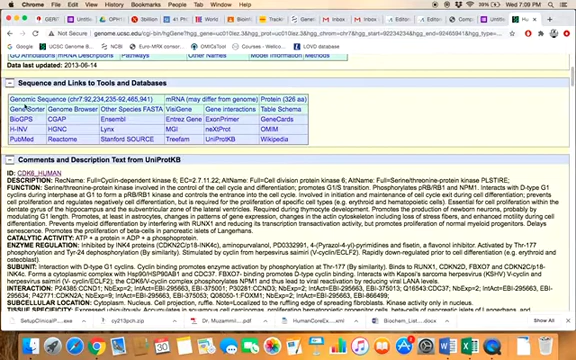 Chrome File Edit View History Bookmarks People Tab Window Help
Wed 7:09 PM
Not Secure genome.ucsc.edu/cgi-bin/hgGene?hgg_gene=uc010lez.3&hgg_prot
Google UCSC Genome B
NCBI Euro-MRX consor OMICaTool Courses - Wellco... LOVD database
GO Annotations mRNA Descriptions Pathways Other Names Model Information
Data last updated: 2013-06-14
Sequence and Links to Tools and Databases
Genomic Sequence (chr7:92,234,235-92,465,941) mRNA (may differ from genome) Protein (326 aa)
Gene Sorter Genome Browser Other Species FASTA VisiGene Gene interactions Table Schema
BioGPS CGAP Ensembl Entrez Gene ExonPrimer GeneCards
H-INV HGNC Lynx MGI neXtProt OMIM
PubMed Reactome Stanford SOURCE Treefam UniProtKB Wikipedia
Comments and Description Text from UniProtKB
ID: CDK6_HUMAN
DESCRIPTION: RecName: Full=Cyclin-dependent kinase 6; EC=2.7.11.22; AltName: Full=Cell division protein kinase 6; AltName: Full=Serine/threonine-protein kinase PLSTIRE;
FUNCTION: Serine/threonine-protein kinase involved in the control of the cell cycle and differentiation; promotes G1/S transition. Phosphorylates pRB/RB1 and NPM1. Interacts with D-type G1
cyclins during interphase at G1 to form a pRB/RB1 kinase and controls the entrance into the cell cycle. Involved in initiation and maintenance of cell cycle exit during cell differentiation; prevents
cell proliferation and regulates negatively cell differentiation, but is required for the proliferation of specific cell types (e.g. erythroid and hematopoietic cells). Essential for cell proliferation within the
dentate gyrus of the hippocampus and the subventricular zone of the lateral ventricles. Required during thymocyte development. Promotes the production of newborn neurons, probably by
modulating G1 length. Promotes, at least in astrocytes, changes in patterns of gene expression, changes in the actin cytoskeleton including loss of stress fibers, and enhanced motility during cell
differentiation. Prevents myeloid differentiation by interfering with RUNX1 and reducing its transcription transactivation activity, but promotes proliferation of normal myeloid progenitors. Delays
senescence. Promotes the proliferation of beta-cells in pancreatic islets of Langerhans.
CATALYTIC ACTIVITY: ATP + a protein = ADP + a phosphoprotein.
ENZYME REGULATION: Inhibited by INK4 proteins (CDKN2C/p18-INK4c), aminopurvalanol, PD0332991, 4-(Pyrazol-4-yl)-pyrimidines and fisetin, a flavonol inhibitor. Activated by Thr-177
phosphorylation and Tyr-24 dephosphorylation (By similarity). Stimulated by cyclin from herpesvirus saimiri (V-cyclin/ECLF2). Rapidly down-regulated prior to cell differentiation (e.g. erythroid and
osteoblast).
SUBUNIT: Interaction with D-type G1 cyclins. Cyclin binding promotes enzyme activation by phosphorylation at Thr-177 (By similarity). Binds to RUNX1, CDKN2D, FBXO7 and CDKN2C/p18-
INK4c. Forms a cytoplasmic complex with Hsp90/HSP90AB1 and CDC37. FBXO7-binding promotes D-type cyclin binding. Interacts with Kaposi's sarcoma herpesvirus (KSHV) V-cyclin and
herpesvirus saimiri (V-cyclin/ECLF2); the CDK6/V-cyclin complex phosphorylates NPM1 and thus lead to viral reactivation by reducing viral LANA levels.
SUBCELLULAR LOCATION: Cytoplasm. Nucleus. Cell projection, ruffle. Note=Localized to the ruffling edge of spreading fibroblasts. Kinase activity only in nucleus.
SetupClinicalP....exe cy213pch.zip Dr. Muzammil....pdf HumanCoreEx....xml Biochem_List....docx Show All